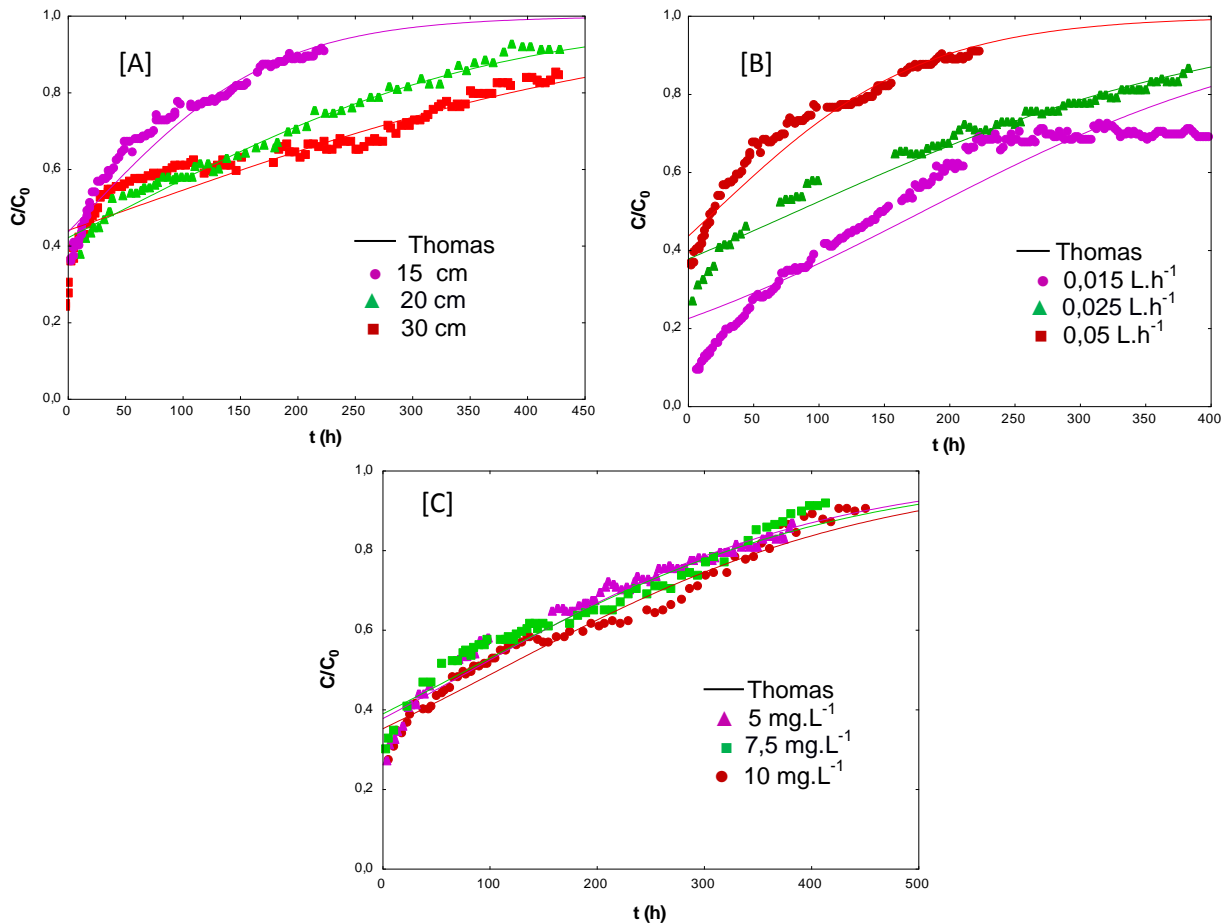 [A]
1,0
0,8
0,6
0,4
0,2
0,0
C/C0
Thomas
15 cm
20 cm
30 cm
0 50 100 150 200 250 300 350 400 450
t (h)
[B]
1,0
0,8
0,6
0,4
0,2
0,0
C/C0
Thomas
0,015 L.h-1
0,025 L.h-1
0,05 L.h-1
0 50 100 150 200 250 300 350 400
t (h)
[C]
1,0
0,8
0,6
0,4
0,2
0,0
C/C0
Thomas
5 mg.L-1
7,5 mg.L-1
10 mg.L-1
0 100 200 300 400 500
t (h)